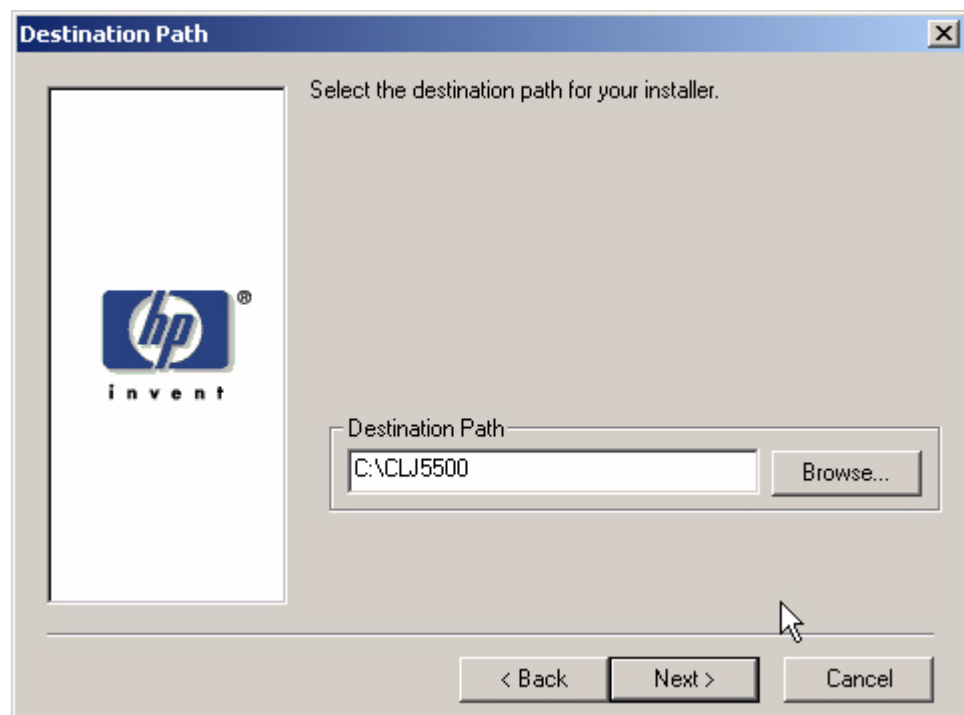 Destination Path
Select the destination path for your installer.
hp®
invent
Destination Path
C:\CLJ5500
Browse...
< Back
Next >
Cancel